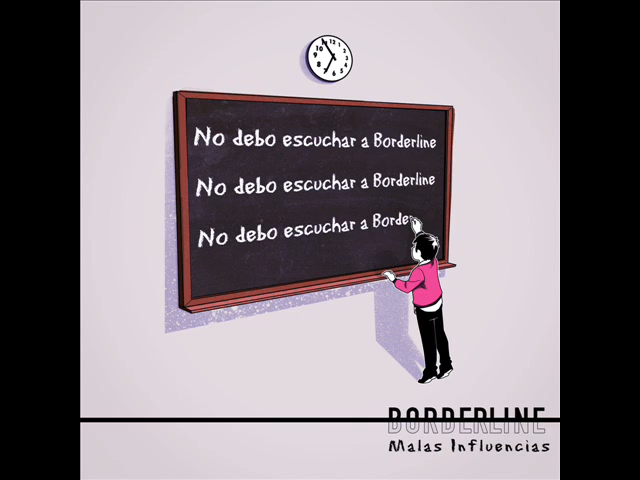 No debo escuchar a Borderline
No debo escuchar a Borderline
No debo escuchar a Borde
BORDERLINE
Malas Influencias